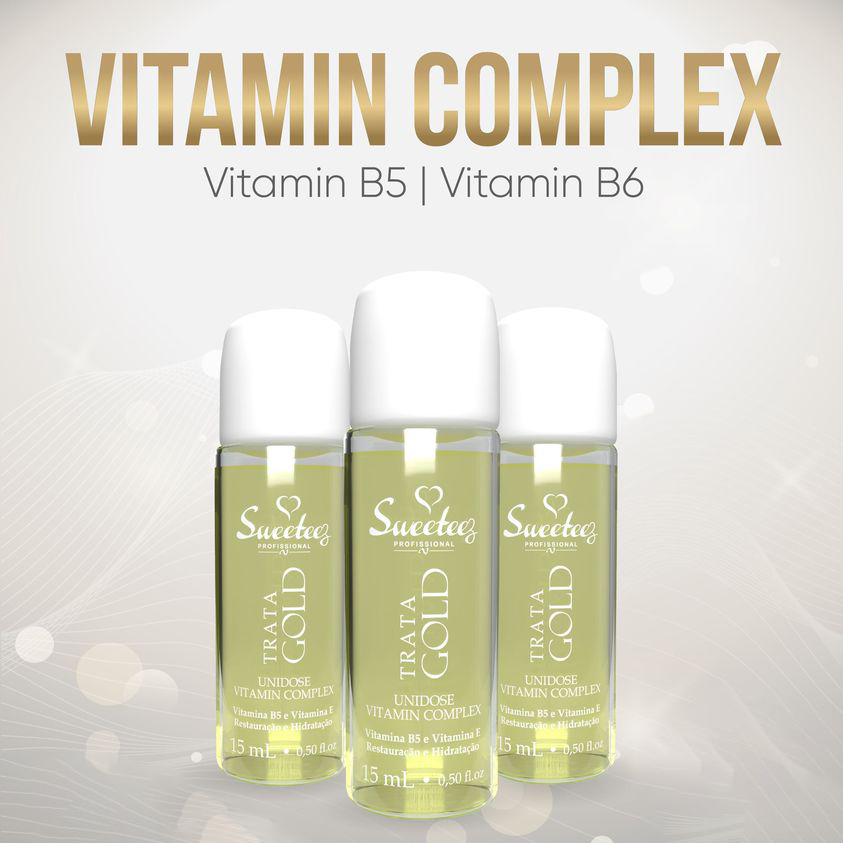 VITAMIN COMPLEX
Vitamin B5 | Vitamin B6
Sweeteez
PROFISSIONAL
TRATA
GOLD
UNIDOSE
VITAMIN COMPLEX
Vitamina B5 e Vitamina E
Restauração e Hidratação
15 mL • 0,50 fl.oz
Sweeteez
PROFISSIONAL
TRATA
GOLD
UNIDOSE
VITAMIN COMPLEX
Vitamina B5 e Vitamina E
Restauração e Hidratação
15 mL • 0,50 fl.oz
Sweeteez
PROFISSIONAL
TRATA
GOLD
UNIDOSE
VITAMIN COMPLEX
Vitamina B5 e Vitamina E
Restauração e Hidratação
15 mL • 0,50 fl.oz